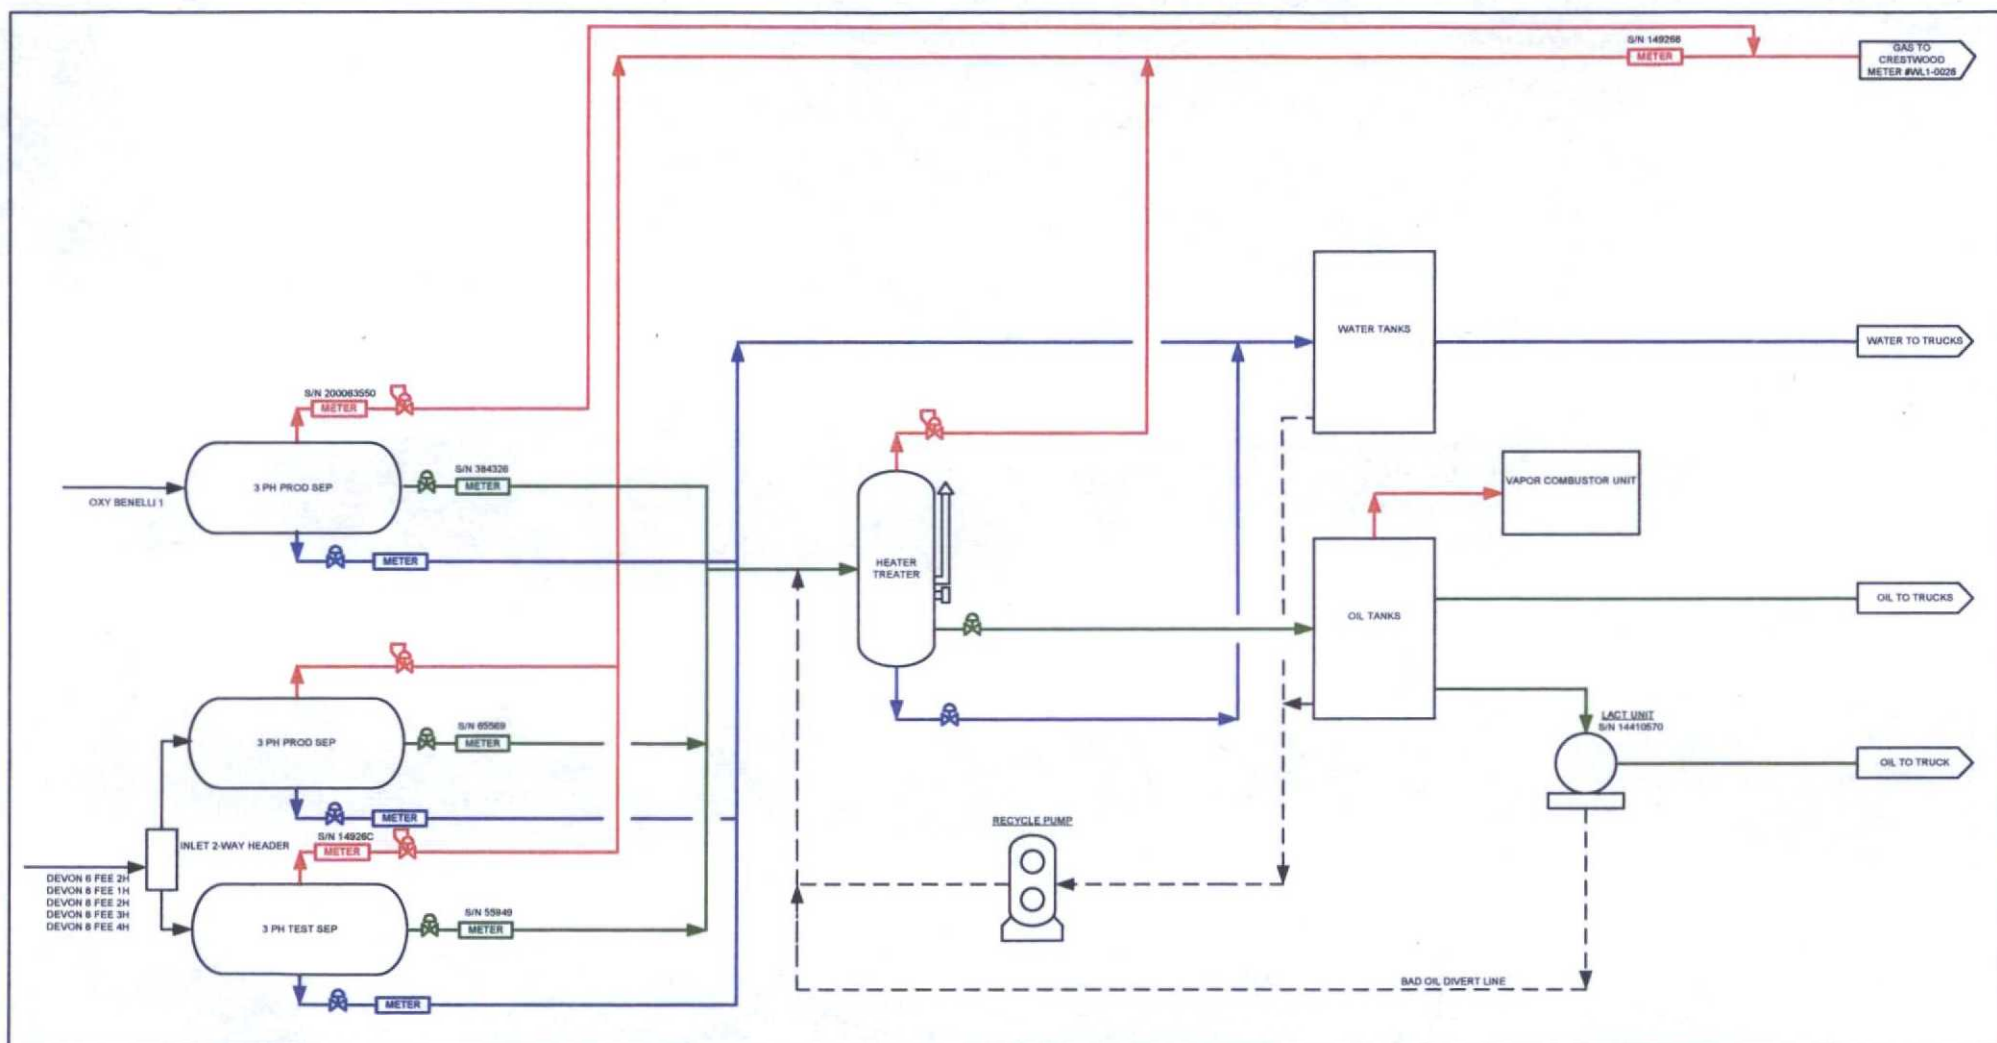 S/N 149268
METER
GAS TO
CRESTWOOD
METER #WL1-0028
WATER TANKS
WATER TO TRUCKS
S/N 200063550
METER
3 PH PROD SEP
S/N 384326
METER
OXY BENELLI 1
METER
VAPOR COMBUSTOR UNIT
HEATER
TREATER
OIL TANKS
OIL TO TRUCKS
3 PH PROD SEP
S/N 65569
METER
METER
LACT UNIT
S/N 14410570
OIL TO TRUCK
INLET 2-WAY HEADER
S/N 14926C
METER
RECYCLE PUMP
DEVON 6 FEE 2H
DEVON 8 FEE 1H
DEVON 8 FEE 2H
DEVON 8 FEE 3H
DEVON 8 FEE 4H
3 PH TEST SEP
S/N 55949
METER
METER
BAD OIL DIVERT LINE